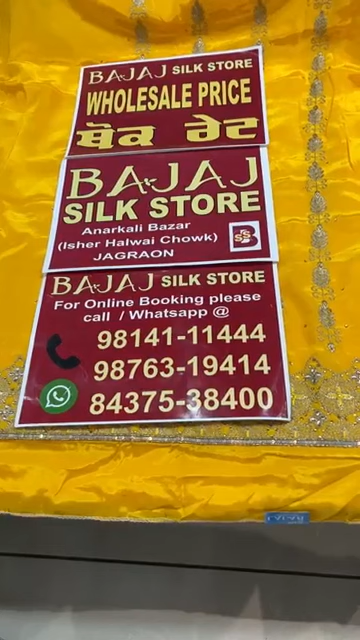 BAJAJ SILK STORE
WHOLESALE PRICE
ਥੋਕ ਰੇਟ
BAJAJ
SILK STORE
Anarkali Bazar
(Isher Halwai Chowk)
JAGRAON
BAJAJ SILK STORE
For Online Booking please
call / Whatsapp @
98141-11444
98763-19414
84375-38400